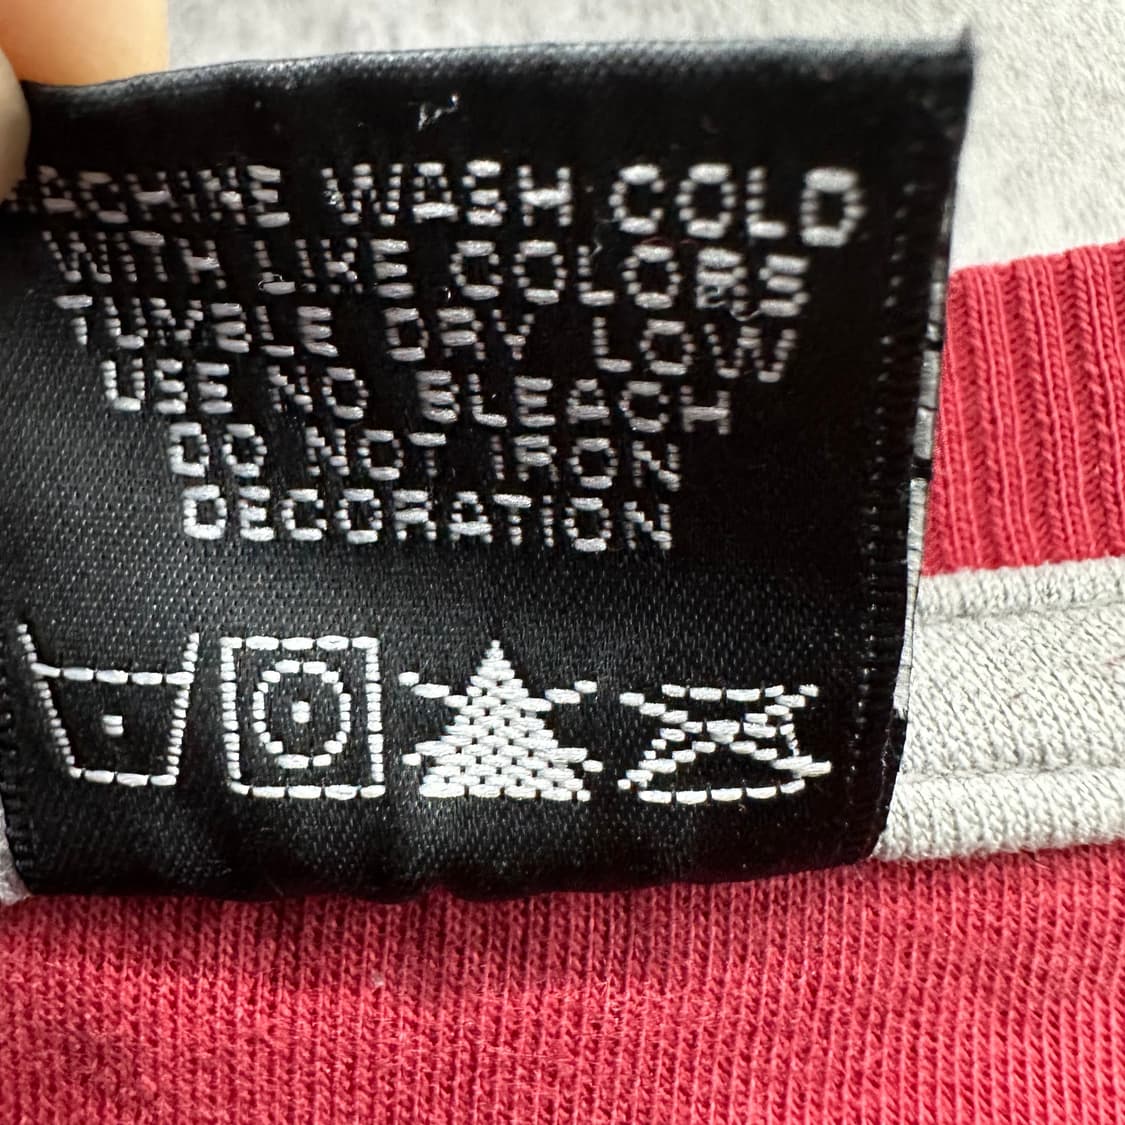 MACHINE WASH COLD
WITH LIKE COLORS
TUMBLE DRY LOW
USE NO BLEACH
DO NOT IRON
DECORATION